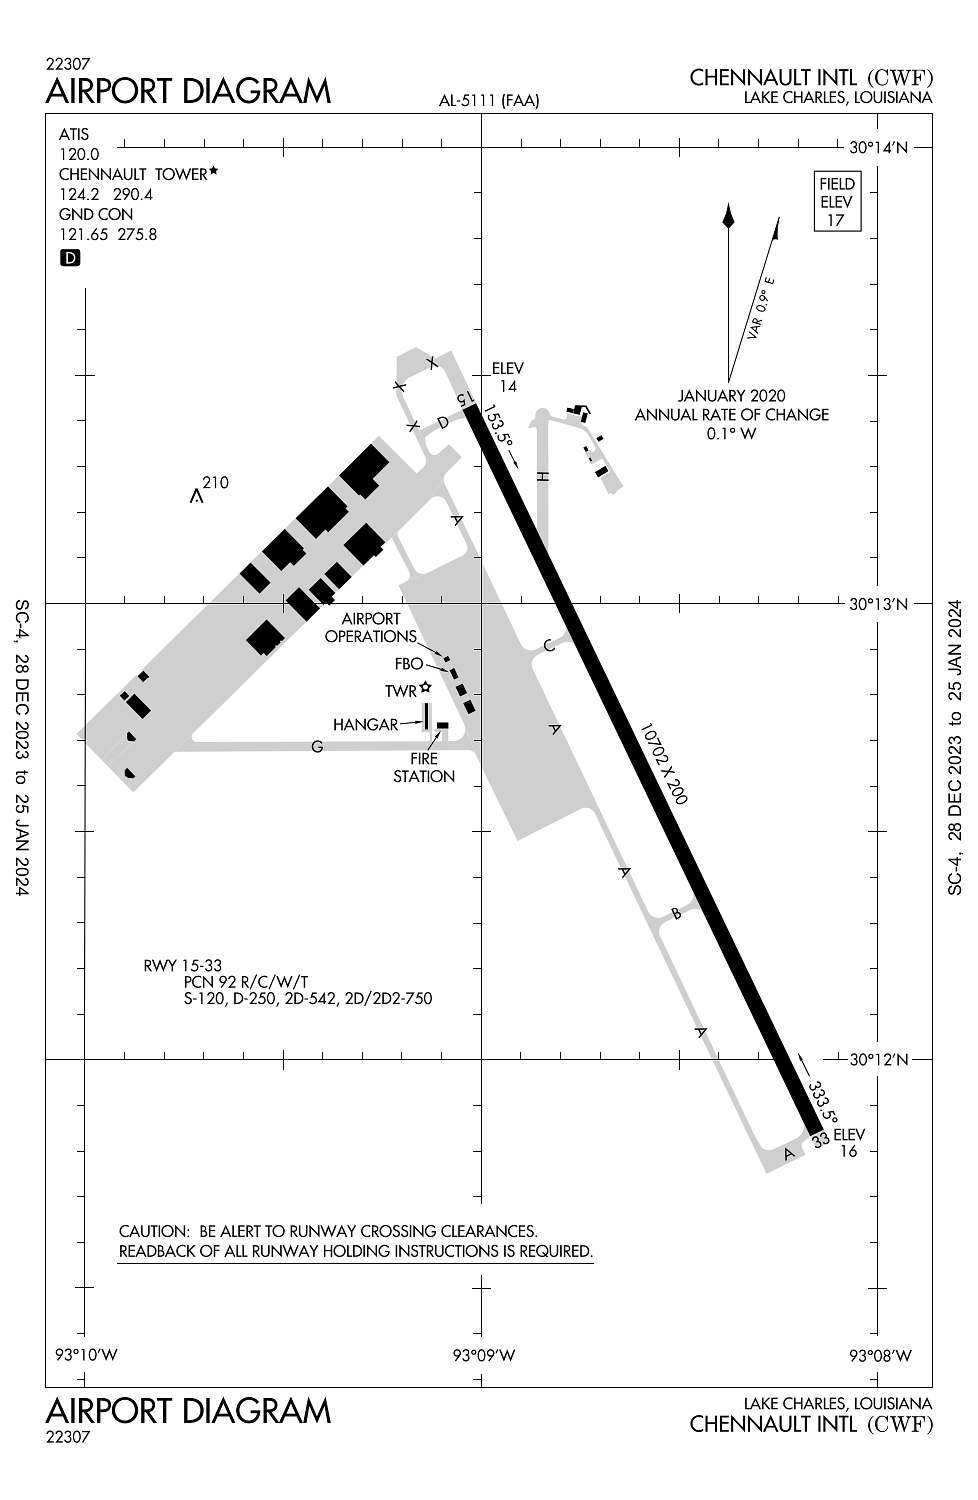 22307
AIRPORT DIAGRAM
AL-5111 (FAA)
CHENNAULT INTL (CWF)
LAKE CHARLES, LOUISIANA
ATIS
120.0
CHENNAULT TOWER★
124.2 290.4
GND CON
121.65 275.8
D
30°14'N
FIELD
ELEV
17
VAR 0.9° E
JANUARY 2020
ANNUAL RATE OF CHANGE
0.1° W
ELEV
14
X
X
X
15
153.5°
D
H
210
A
30°13'N
AIRPORT
OPERATIONS
FBO
TWR
HANGAR
FIRE
STATION
G
C
A
10702 X 200
A
B
A
RWY 15-33
PCN 92 R/C/W/T
S-120, D-250, 2D-542, 2D/2D2-750
30°12'N
333.5°
33
ELEV
16
A
CAUTION: BE ALERT TO RUNWAY CROSSING CLEARANCES.
READBACK OF ALL RUNWAY HOLDING INSTRUCTIONS IS REQUIRED.
93°10'W
93°09'W
93°08'W
SC-4, 28 DEC 2023 to 25 JAN 2024
SC-4, 28 DEC 2023 to 25 JAN 2024
AIRPORT DIAGRAM
22307
LAKE CHARLES, LOUISIANA
CHENNAULT INTL (CWF)